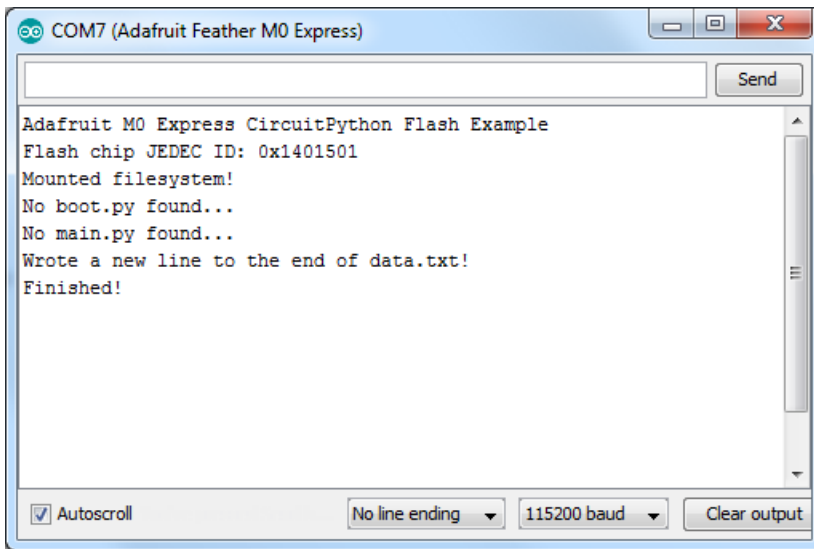 COM7 (Adafruit Feather M0 Express)
Send
Adafruit M0 Express CircuitPython Flash Example
Flash chip JEDEC ID: 0x1401501
Mounted filesystem!
No boot.py found...
No main.py found...
Wrote a new line to the end of data.txt!
Finished!
Autoscroll No line ending 115200 baud Clear output